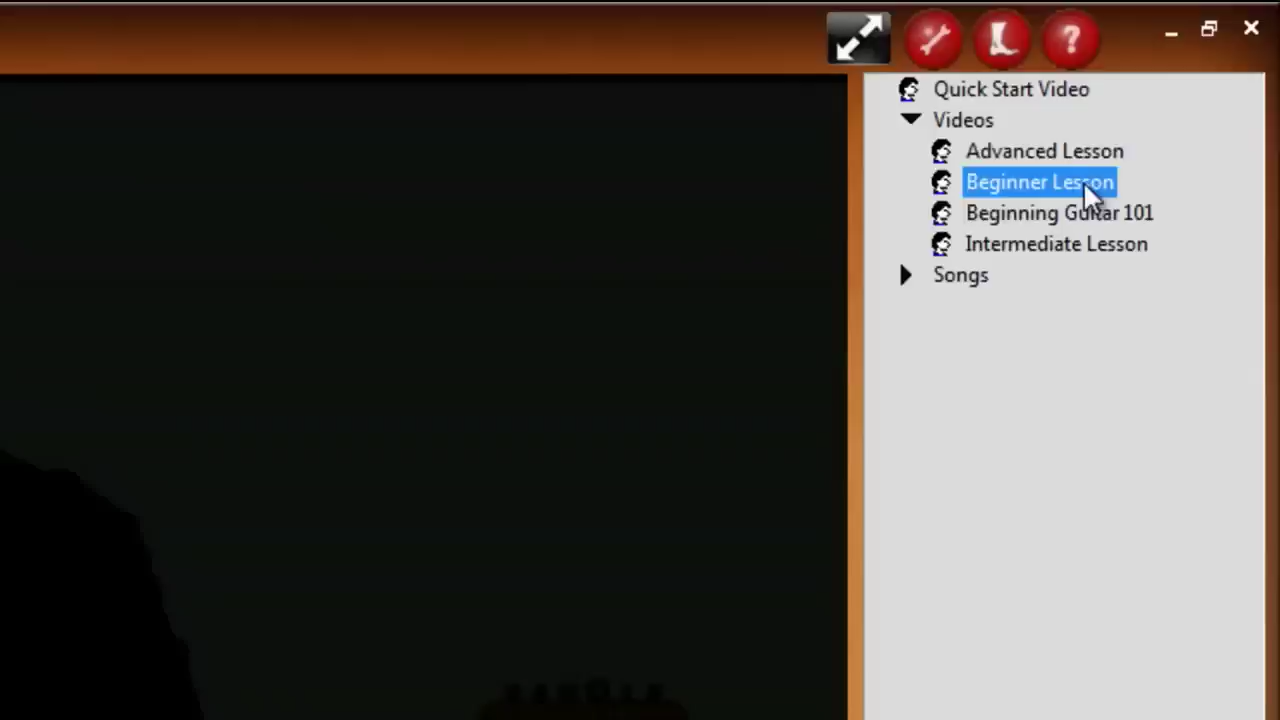 ?
Quick Start Video
Videos
Advanced Lesson
Beginner Lesson
Beginning Guitar 101
Intermediate Lesson
Songs